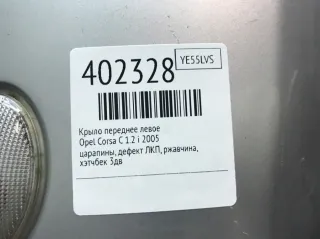 402328
YE55LVS
Крыло переднее левое
Opel Corsa C 1.2 i 2005
царапины, дефект ЛКП, ржавчина,
хэтчбек 3дв